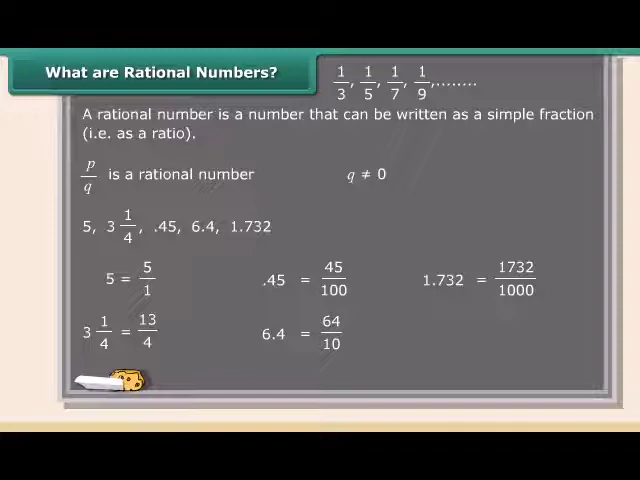 What are Rational Numbers?
1/3, 1/5, 1/7, 1/9,........
A rational number is a number that can be written as a simple fraction
(i.e. as a ratio).
p/q is a rational number q ≠ 0
5, 3 1/4, .45, 6.4, 1.732
5 = 5/1 .45 = 45/100 1.732 = 1732/1000
3 1/4 = 13/4 6.4 = 64/10